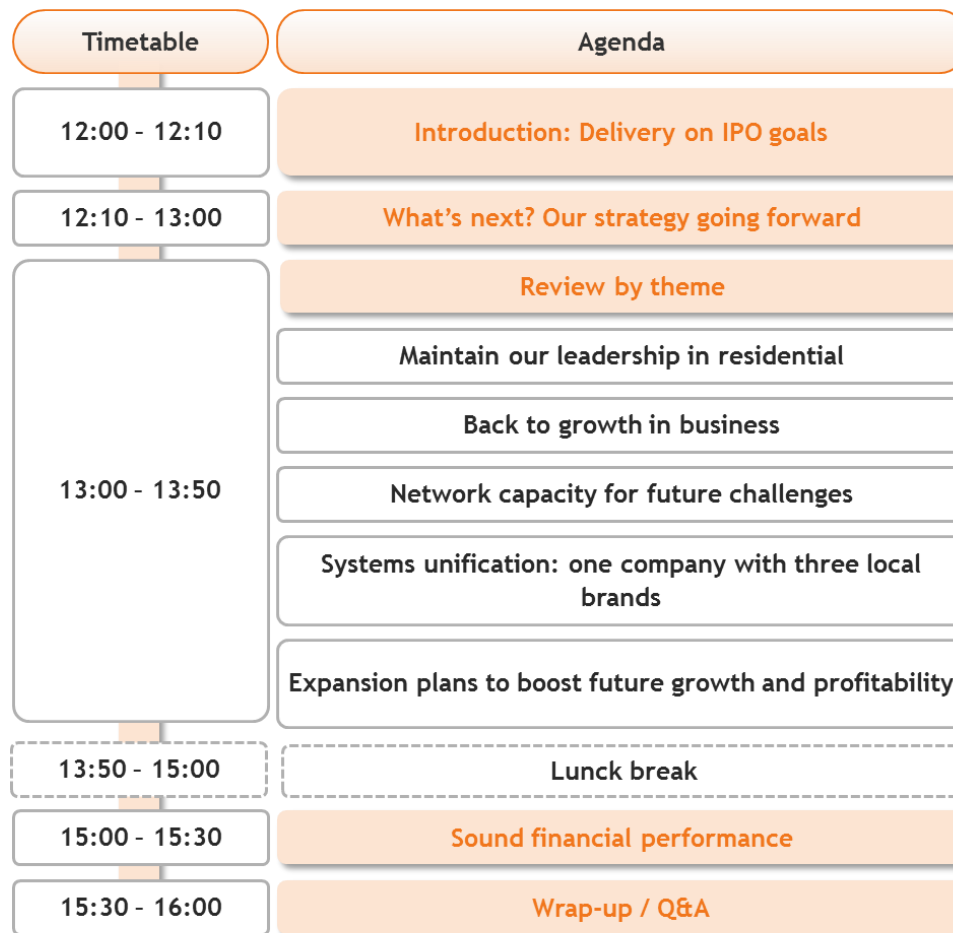 Timetable
Agenda
12:00 – 12:10
Introduction: Delivery on IPO goals
12:10 – 13:00
What’s next? Our strategy going forward
13:00 – 13:50
Review by theme
Maintain our leadership in residential
Back to growth in business
Network capacity for future challenges
Systems unification: one company with three local
brands
Expansion plans to boost future growth and profitability
13:50 – 15:00
Lunck break
15:00 – 15:30
Sound financial performance
15:30 – 16:00
Wrap-up / Q&A